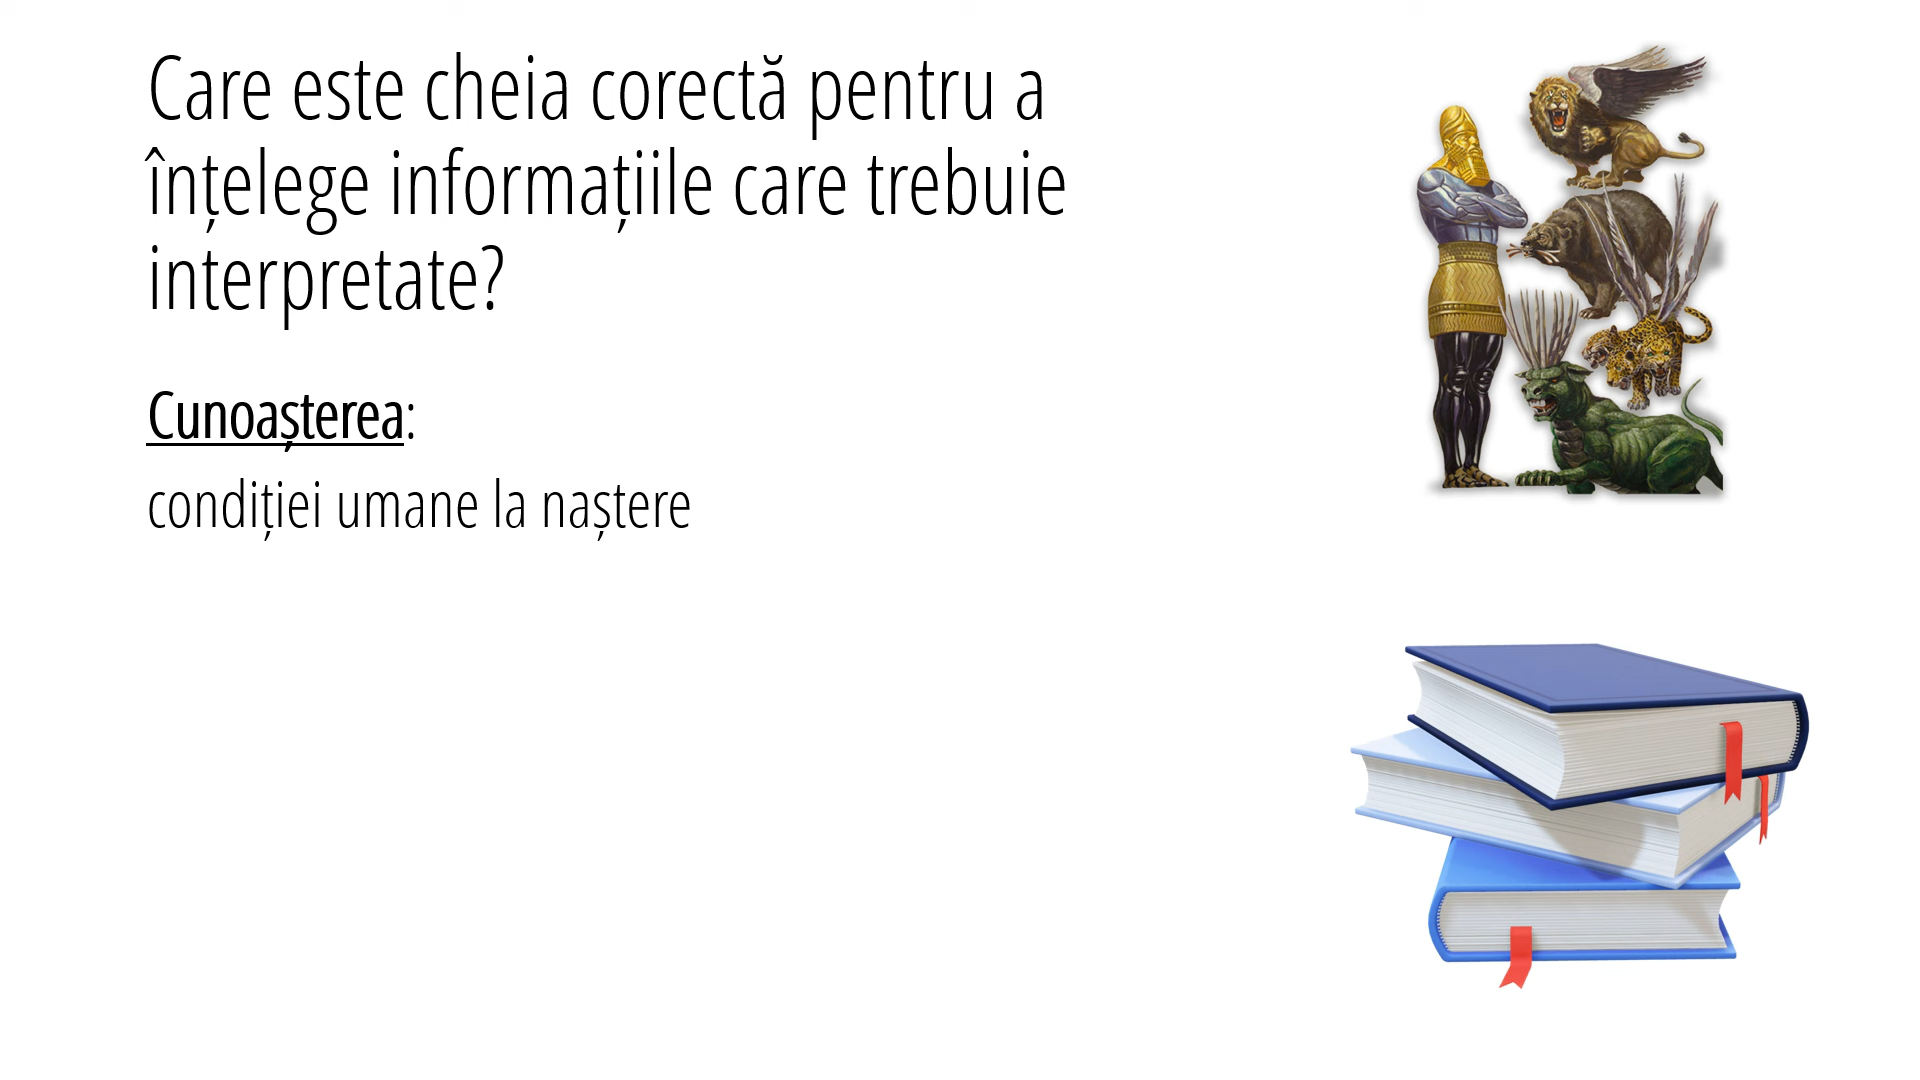 Care este cheia corectă pentru a
înțelege informațiile care trebuie
interpretate?
Cunoașterea:
condiției umane la naștere